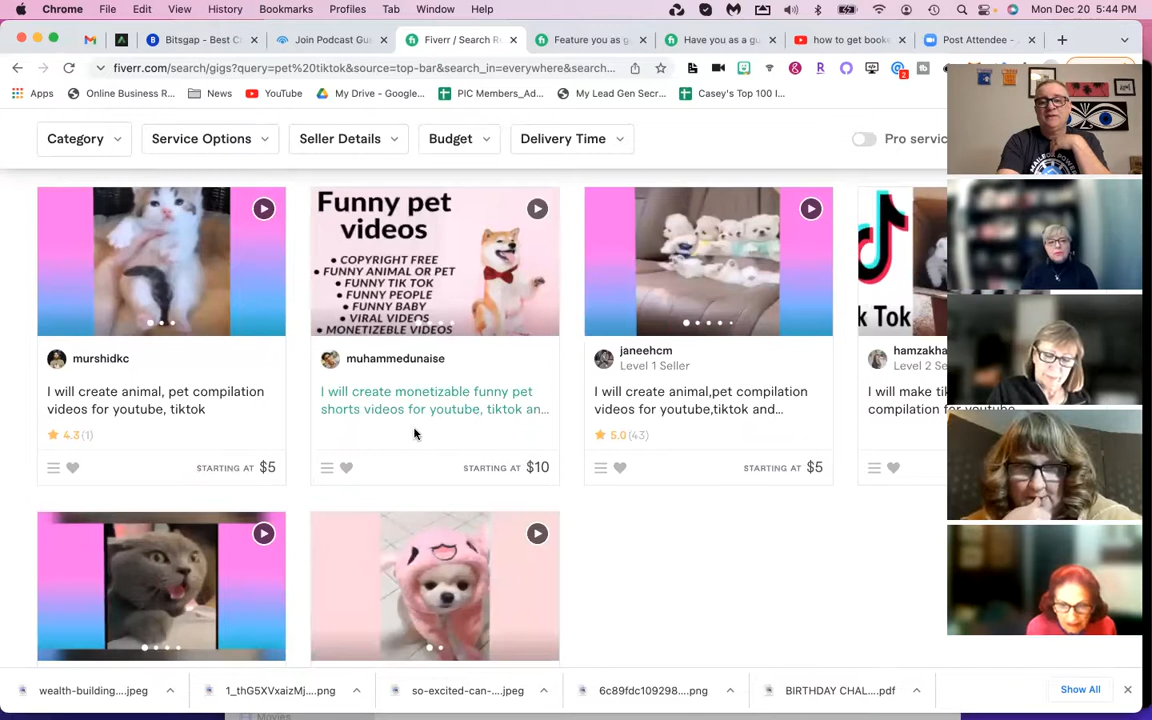 Chrome File Edit View History Bookmarks Profiles Tab Window Help Mon Dec 20 5:44 PM
Bitsgap - Best C Join Podcast Gu Fiverr / Search R Feature you as g Have you as a gu how to get booke Post Attendee -
fiverr.com/search/gigs?query=pet%20tiktok&source=top-bar&search_in=everywhere&search...
Apps Online Business R... News YouTube My Drive - Google... PIC Members_Ad... My Lead Gen Secr... Casey's Top 100 I...
Category Service Options Seller Details Budget Delivery Time Pro servic
Funny pet
videos
• COPYRIGHT FREE
• FUNNY ANIMAL OR PET
• FUNNY TIK TOK
• FUNNY PEOPLE
• FUNNY BABY
• VIRAL VIDEOS
• MONETIZEBLE VIDEOS
k Tok
MAILBOX POWER
murshidkc
I will create animal, pet compilation
videos for youtube, tiktok
4.3 (1)
STARTING AT $5
muhammedunaise
I will create monetizable funny pet
shorts videos for youtube, tiktok an...
STARTING AT $10
janeehcm
Level 1 Seller
I will create animal,pet compilation
videos for youtube,tiktok and...
5.0 (43)
STARTING AT $5
hamzakha
Level 2 Se
I will make tik
compilation for youtube
wealth-building....jpeg 1_thG5XVxaizMj....png so-excited-can-....jpeg 6c89fdc109298....png BIRTHDAY CHAL....pdf Show All
Movies